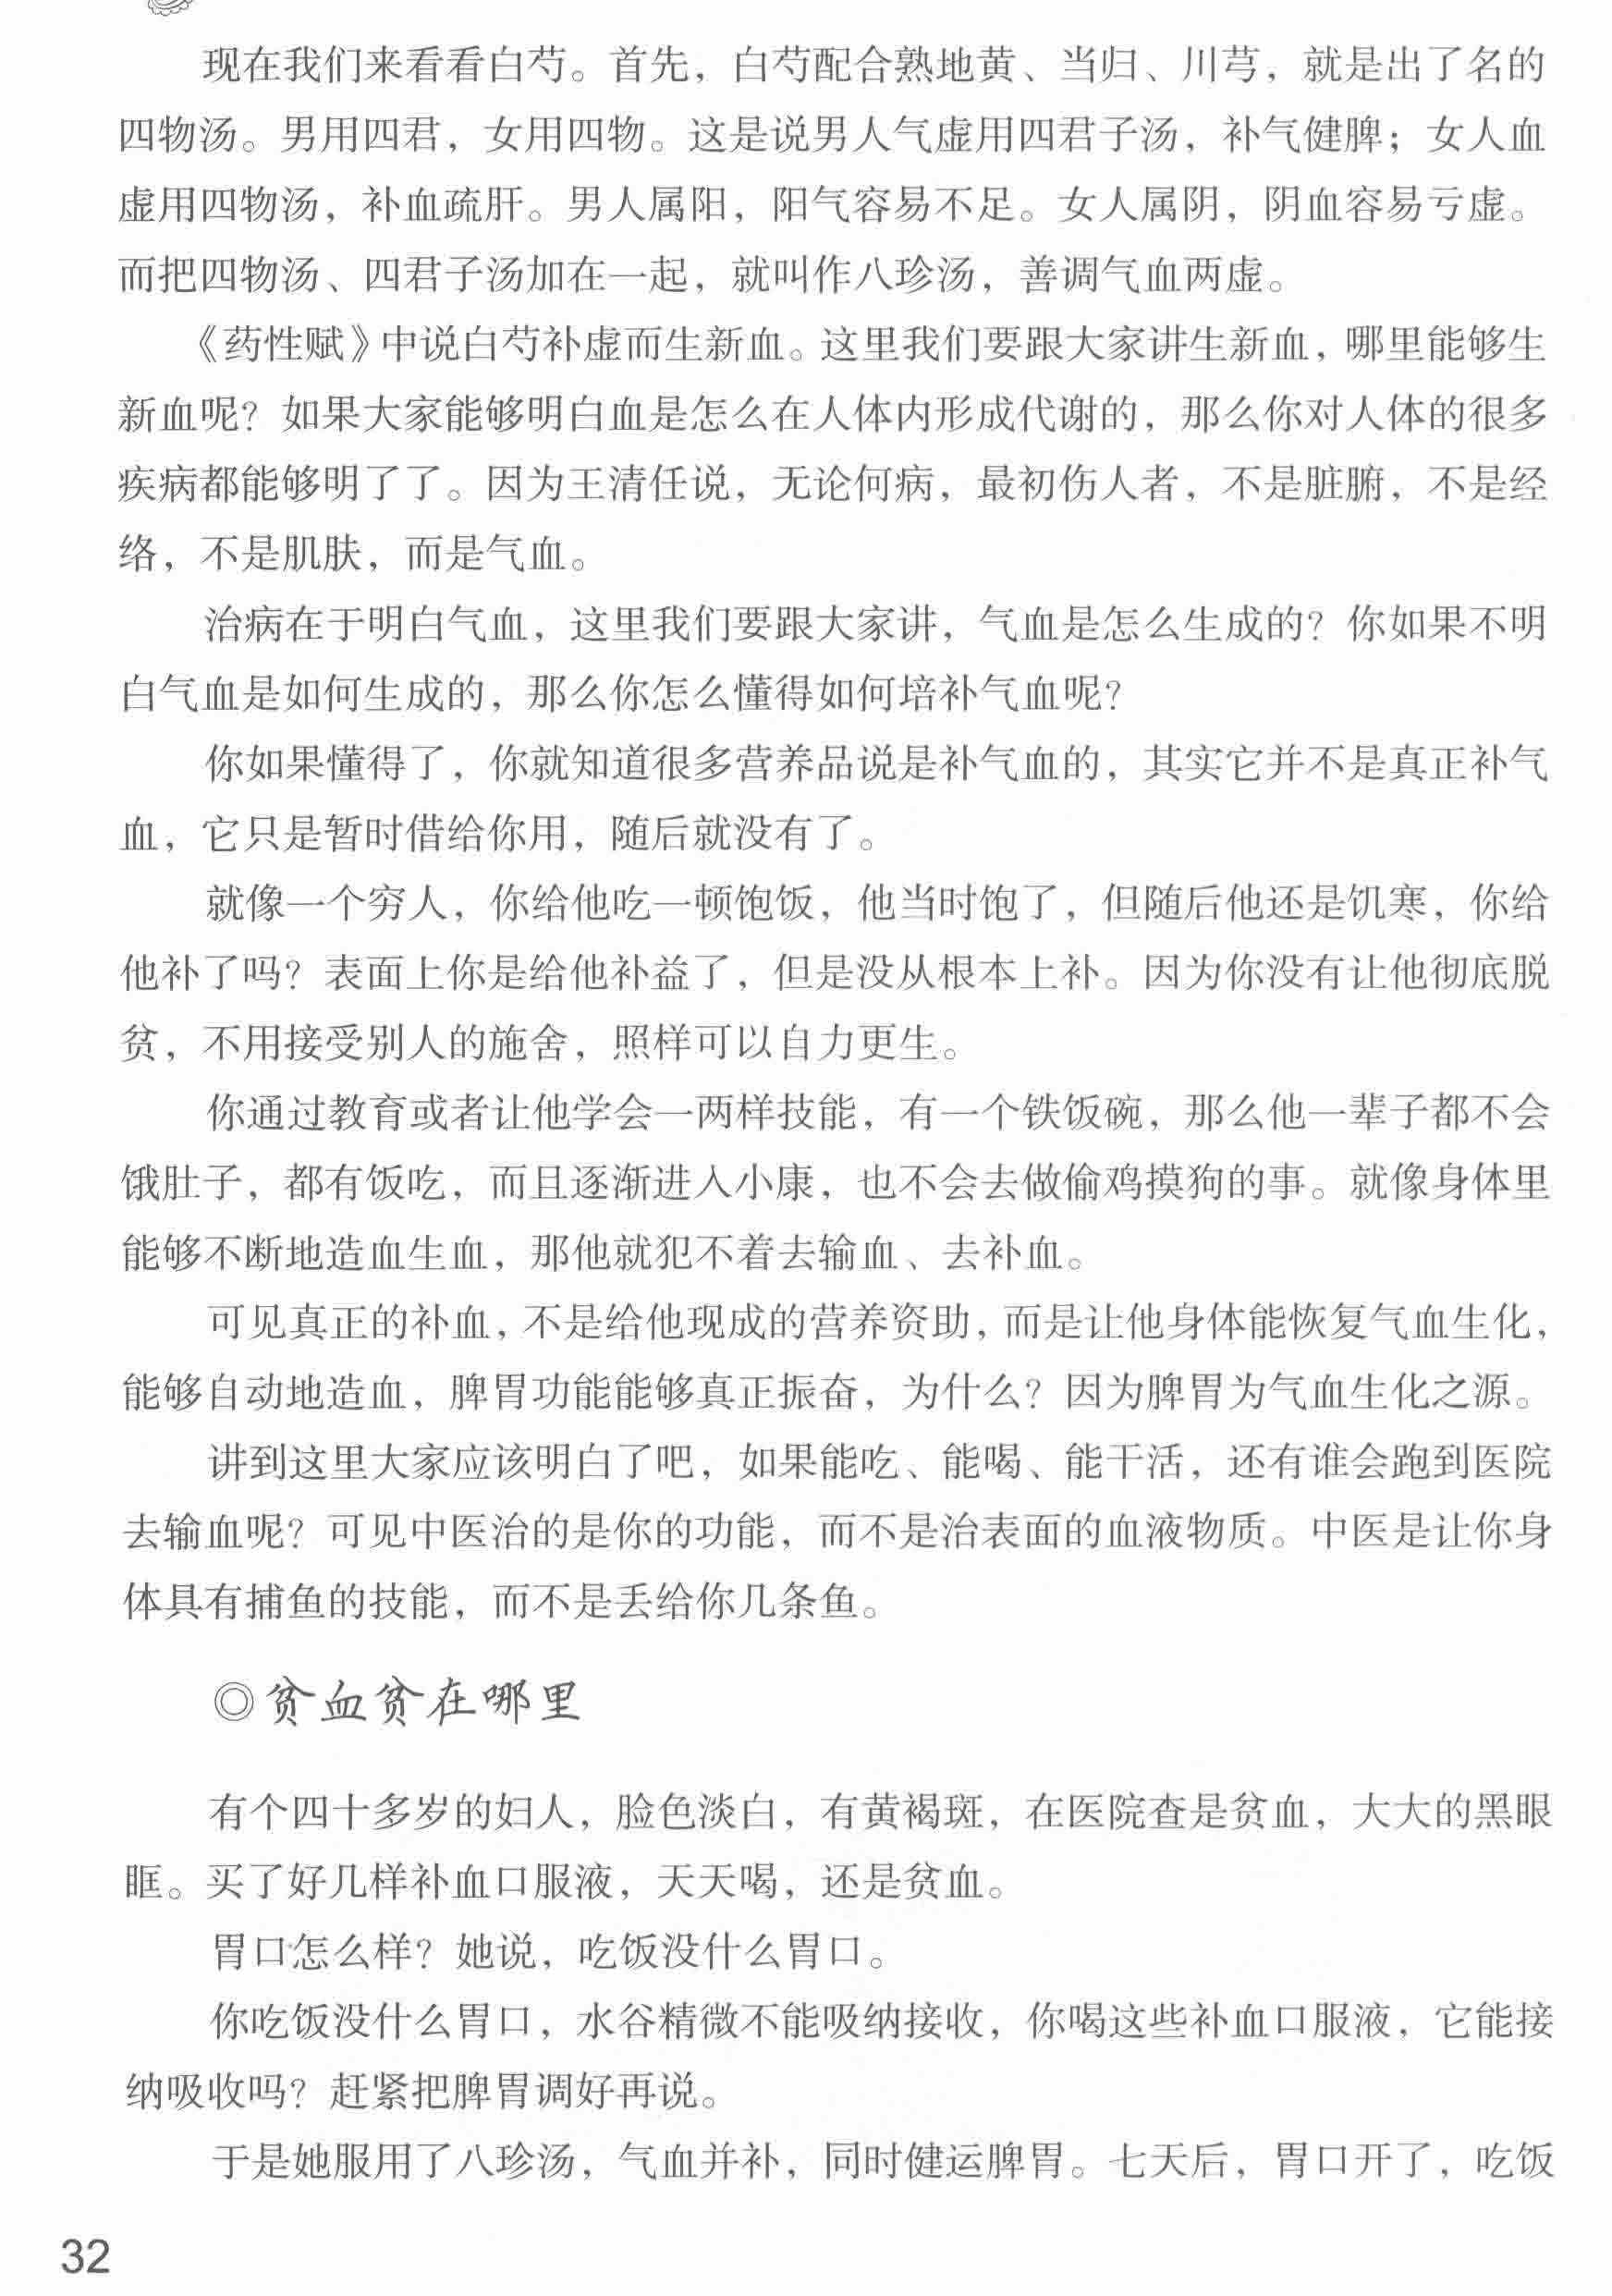 现在我们来看看白芍。首先，白芍配合熟地黄、当归、川芎，就是出了名的
四物汤。男用四君，女用四物。这是说男人气虚用四君子汤，补气健脾；女人血
虚用四物汤，补血疏肝。男人属阳，阳气容易不足。女人属阴，阴血容易亏虚。
而把四物汤、四君子汤加在一起，就叫作八珍汤，善调气血两虚。
《药性赋》中说白芍补虚而生新血。这里我们要跟大家讲生新血，哪里能够生
新血呢？如果大家能够明白血是怎么在人体内形成代谢的，那么你对人体的很多
疾病都能够明了了。因为王清任说，无论何病，最初伤人者，不是脏腑，不是经
络，不是肌肤，而是气血。
治病在于明白气血，这里我们要跟大家讲，气血是怎么生成的？你如果不明
白气血是如何生成的，那么你怎么懂得如何培补气血呢？
你如果懂得了，你就知道很多营养品说是补气血的，其实它并不是真正补气
血，它只是暂时借给你用，随后就没有了。
就像一个穷人，你给他吃一顿饱饭，他当时饱了，但随后他还是饥寒，你给
他补了吗？表面上你是给他补益了，但是没从根本上补。因为你没有让他彻底脱
贫，不用接受别人的施舍，照样可以自力更生。
你通过教育或者让他学会一两样技能，有一个铁饭碗，那么他一辈子都不会
饿肚子，都有饭吃，而且逐渐进入小康，也不会去做偷鸡摸狗的事。就像身体里
能够不断地造血生血，那他就犯不着去输血、去补血。
可见真正的补血，不是给他现成的营养资助，而是让他身体能恢复气血生化，
能够自动地造血，脾胃功能能够真正振奋，为什么？因为脾胃为气血生化之源。
讲到这里大家应该明白了吧，如果能吃、能喝、能干活，还有谁会跑到医院
去输血呢？可见中医治的是你的功能，而不是治表面的血液物质。中医是让你身
体具有捕鱼的技能，而不是丢给你几条鱼。
◎贫血贫在哪里
有个四十多岁的妇人，脸色淡白，有黄褐斑，在医院查是贫血，大大的黑眼
眶。买了好几样补血口服液，天天喝，还是贫血。
胃口怎么样？她说，吃饭没什么胃口。
你吃饭没什么胃口，水谷精微不能吸纳接收，你喝这些补血口服液，它能接
纳吸收吗？赶紧把脾胃调好再说。
于是她服用了八珍汤，气血并补，同时健运脾胃。七天后，胃口开了，吃饭
32